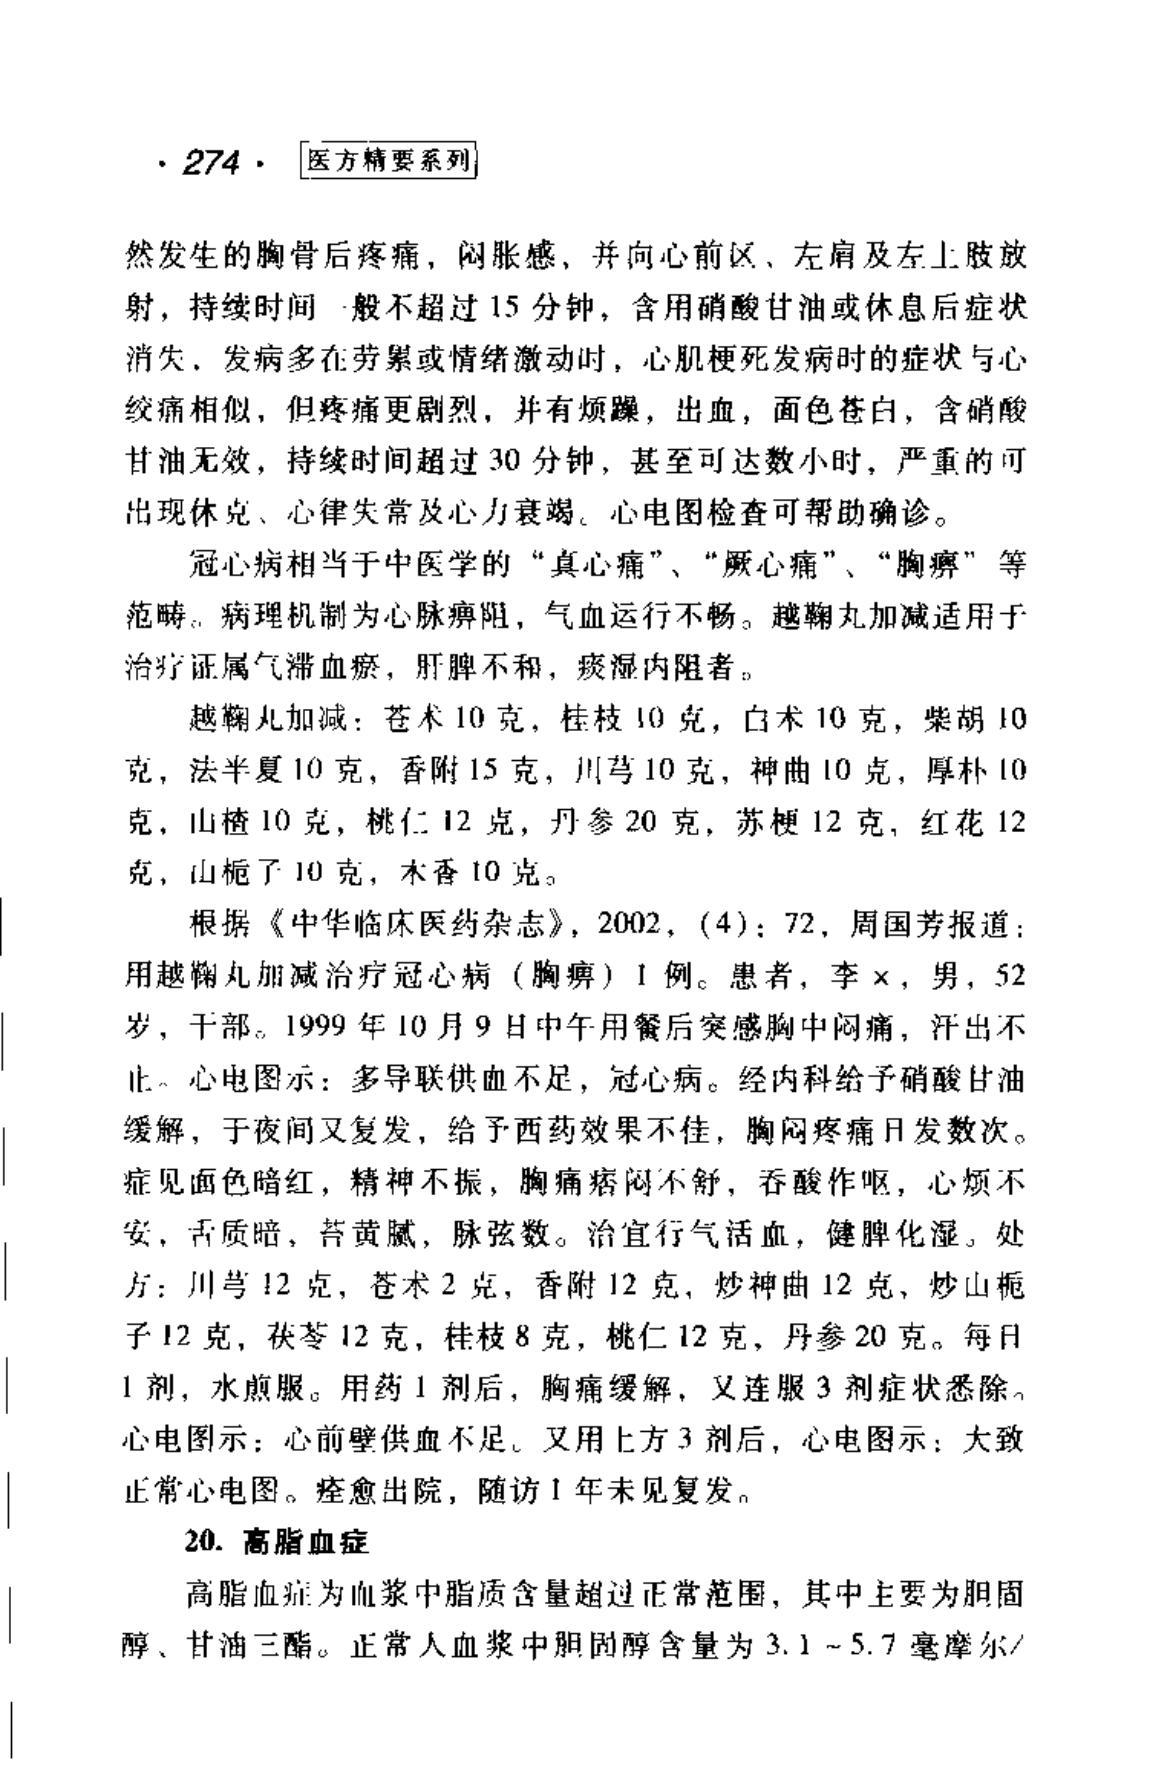 · 274 · 医方精要系列
然发生的胸骨后疼痛，闷胀感，并向心前区、左肩及左上肢放
射，持续时间一般不超过 15 分钟，含用硝酸甘油或休息后症状
消失，发病多在劳累或情绪激动时，心肌梗死发病时的症状与心
绞痛相似，但疼痛更剧烈，并有烦躁，出血，面色苍白，含硝酸
甘油无效，持续时间超过 30 分钟，甚至可达数小时，严重的可
出现休克、心律失常及心力衰竭。心电图检查可帮助确诊。
冠心病相当于中医学的“真心痛”、“厥心痛”、“胸痹”等
范畴。病理机制为心脉痹阻，气血运行不畅。越鞠丸加减适用于
治疗证属气滞血瘀，肝脾不和，痰湿内阻者。
越鞠丸加减：苍术 10 克，桂枝 10 克，白术 10 克，柴胡 10
克，法半夏 10 克，香附 15 克，川芎 10 克，神曲 10 克，厚朴 10
克，山楂 10 克，桃仁 12 克，丹参 20 克，苏梗 12 克，红花 12
克，山栀子 10 克，木香 10 克。
根据《中华临床医药杂志》，2002，（4）：72，周国芳报道：
用越鞠丸加减治疗冠心病（胸痹）1 例。患者，李×，男，52
岁，干部。1999 年 10 月 9 日中午用餐后突感胸中闷痛，汗出不
止。心电图示：多导联供血不足，冠心病。经内科给予硝酸甘油
缓解，于夜间又复发，给予西药效果不佳，胸闷疼痛日发数次。
症见面色暗红，精神不振，胸痛痞闷不舒，吞酸作呕，心烦不
安，舌质暗，苔黄腻，脉弦数。治宜行气活血，健脾化湿。处
方：川芎 12 克，苍术 2 克，香附 12 克，炒神曲 12 克，炒山栀
子 12 克，茯苓 12 克，桂枝 8 克，桃仁 12 克，丹参 20 克。每日
1 剂，水煎服。用药 1 剂后，胸痛缓解，又连服 3 剂症状悉除。
心电图示：心前壁供血不足。又用上方 3 剂后，心电图示：大致
正常心电图。痊愈出院，随访 1 年未见复发。
20. 高脂血症
高脂血症为血浆中脂质含量超过正常范围，其中主要为胆固
醇、甘油三酯。正常人血浆中胆固醇含量为 3.1～5.7 毫摩尔/